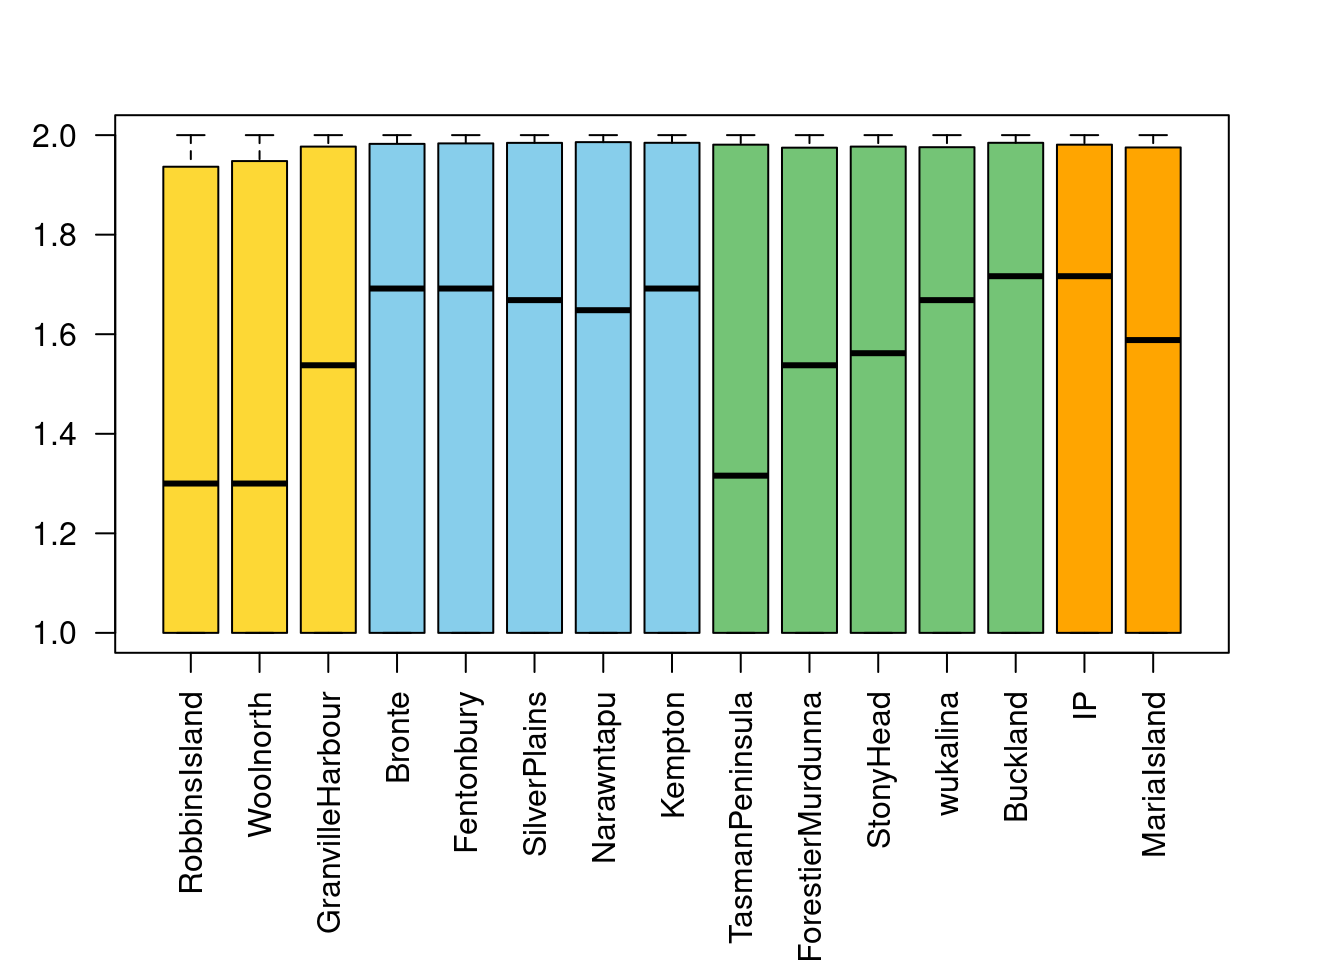 2.0
1.8
1.6
1.4
1.2
1.0
RobbinsIsland
Woolnorth
GranvilleHarbour
Bronte
Fentonbury
SilverPlains
Narawntapu
Kempton
TasmanPeninsula
ForestierMurdunna
StonyHead
wukalina
Buckland
IP
MariaIsland